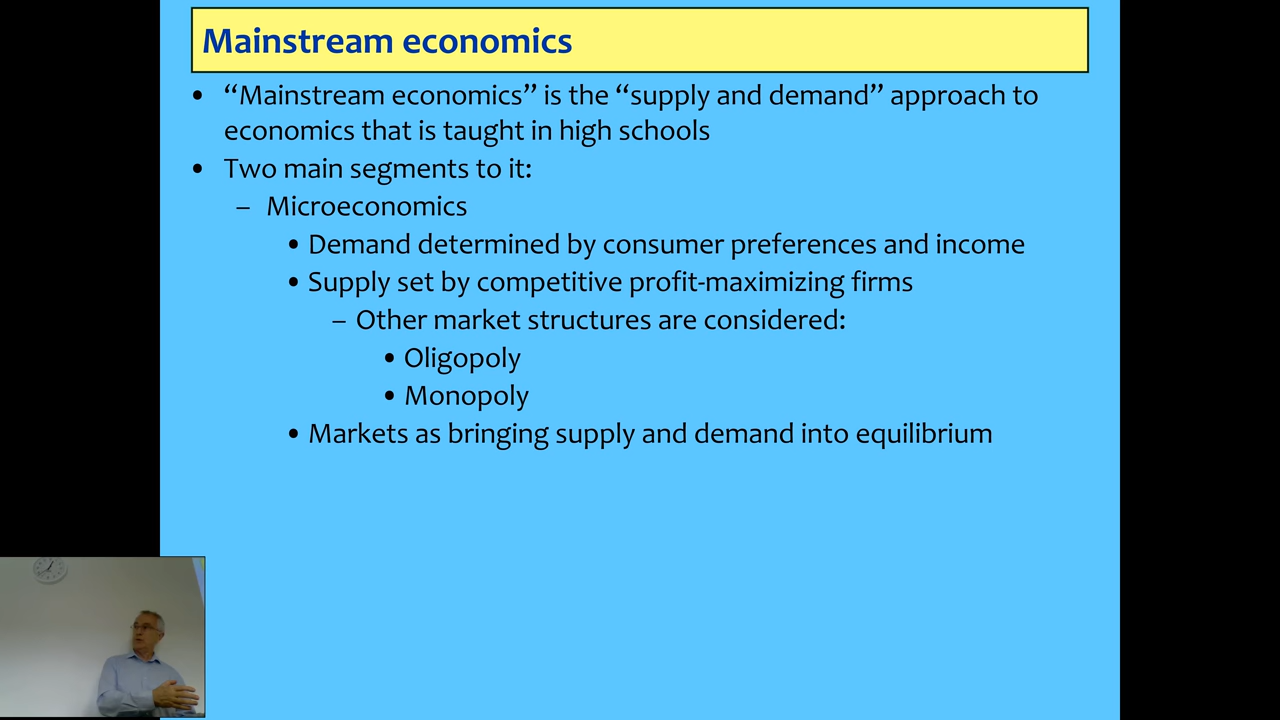 Mainstream economics
• “Mainstream economics” is the “supply and demand” approach to
economics that is taught in high schools
• Two main segments to it:
– Microeconomics
• Demand determined by consumer preferences and income
• Supply set by competitive profit-maximizing firms
– Other market structures are considered:
• Oligopoly
• Monopoly
• Markets as bringing supply and demand into equilibrium